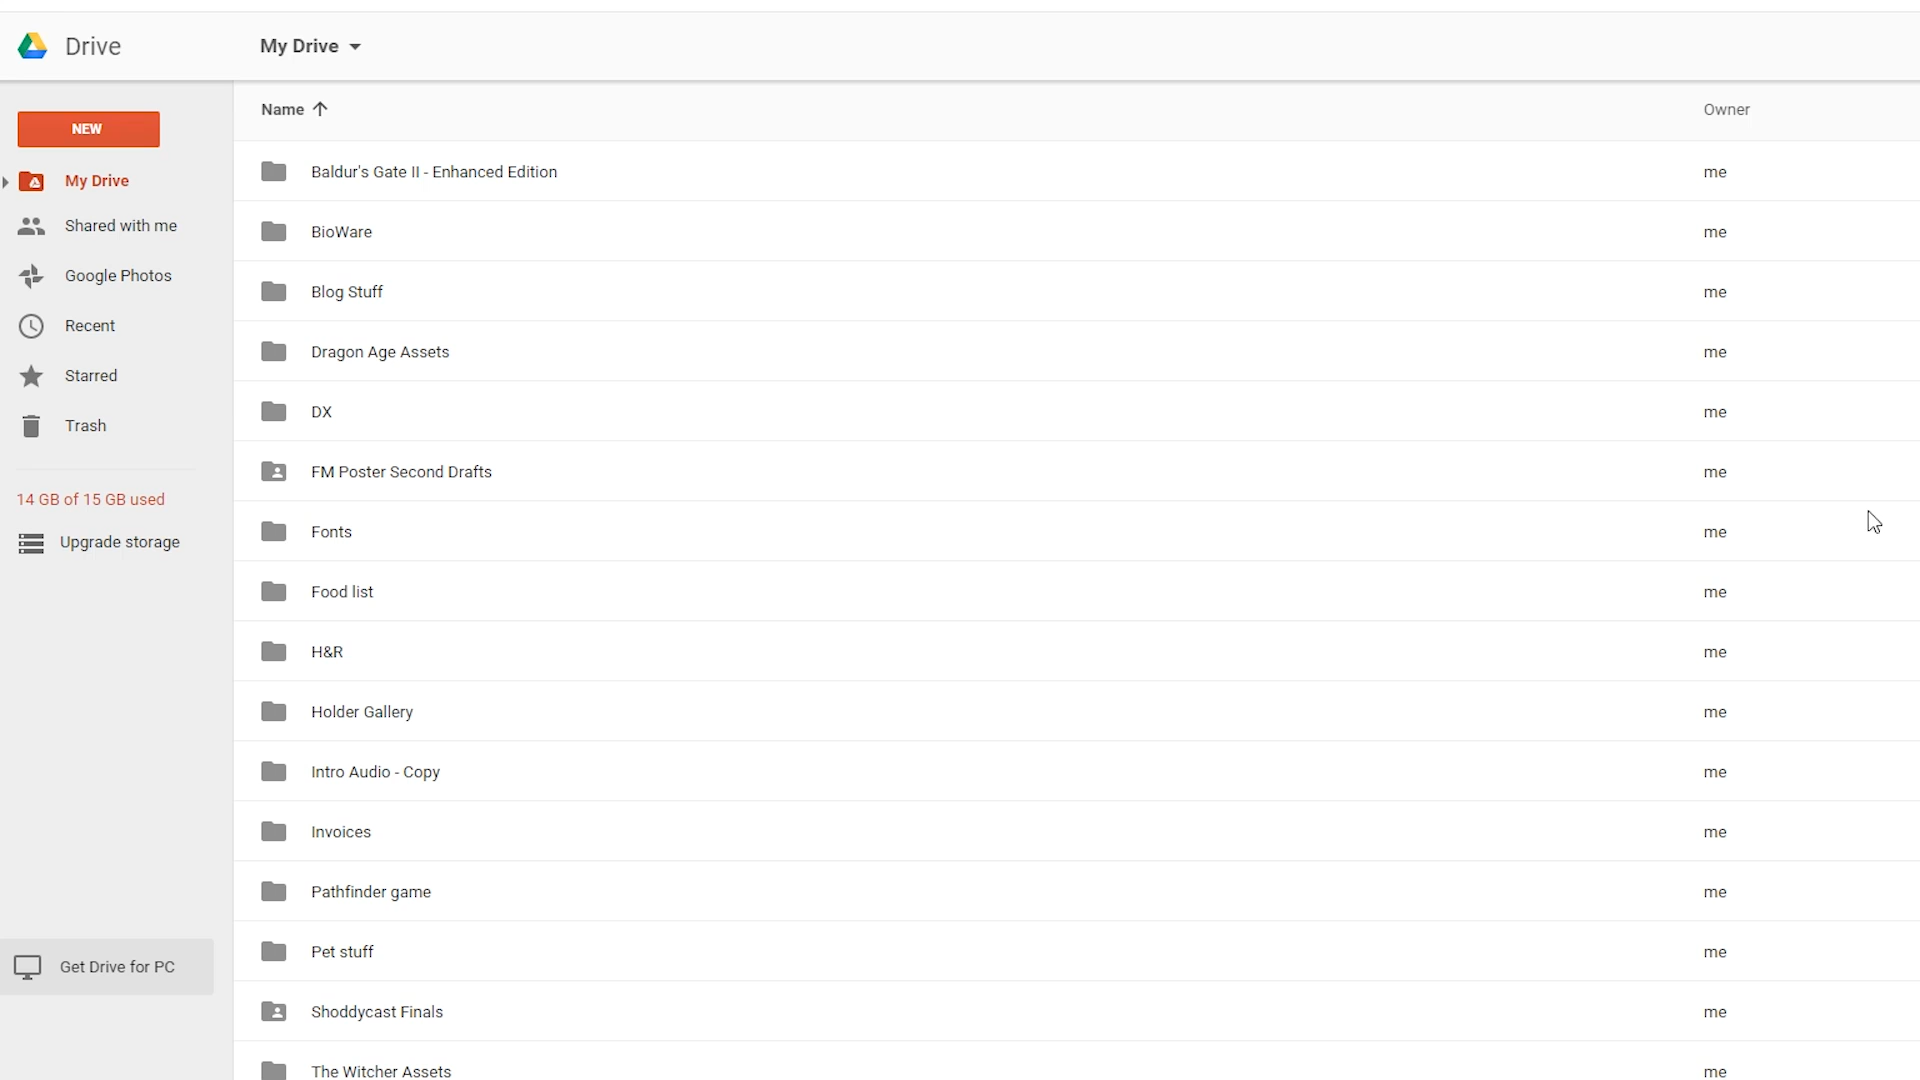 Drive
My Drive
Name
Owner
NEW
My Drive
Shared with me
Google Photos
Recent
Starred
Trash
14 GB of 15 GB used
Upgrade storage
Get Drive for PC
Baldur's Gate II - Enhanced Edition me
BioWare me
Blog Stuff me
Dragon Age Assets me
DX me
FM Poster Second Drafts me
Fonts me
Food list me
H&R me
Holder Gallery me
Intro Audio - Copy me
Invoices me
Pathfinder game me
Pet stuff me
Shoddycast Finals me
The Witcher Assets me